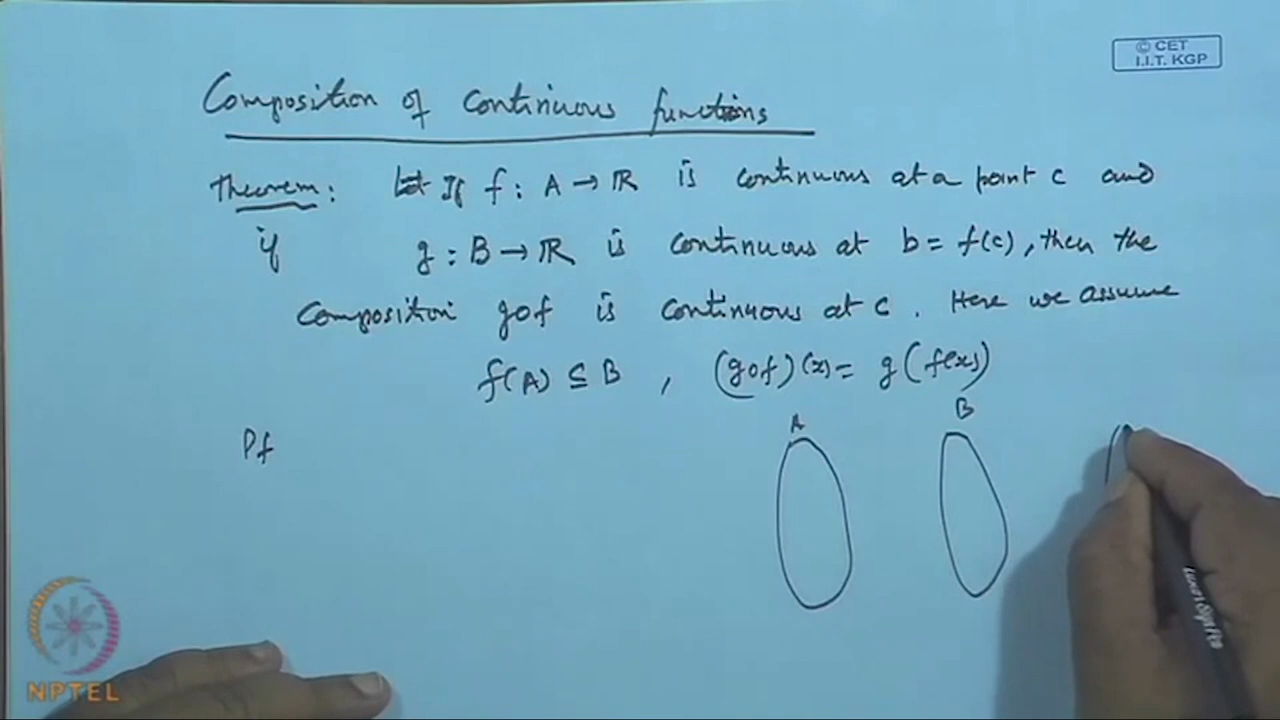 © CET
I.I.T. KGP
Composition of continuous functions
Theorem: If f : A → ℝ is continuous at a point c and
if g : B → ℝ is continuous at b = f(c), then the
Composition gof is continuous at c. Here we assume
f(A) ⊆ B , (gof)(x) = g(f(x))
Pf
A B
NPTEL